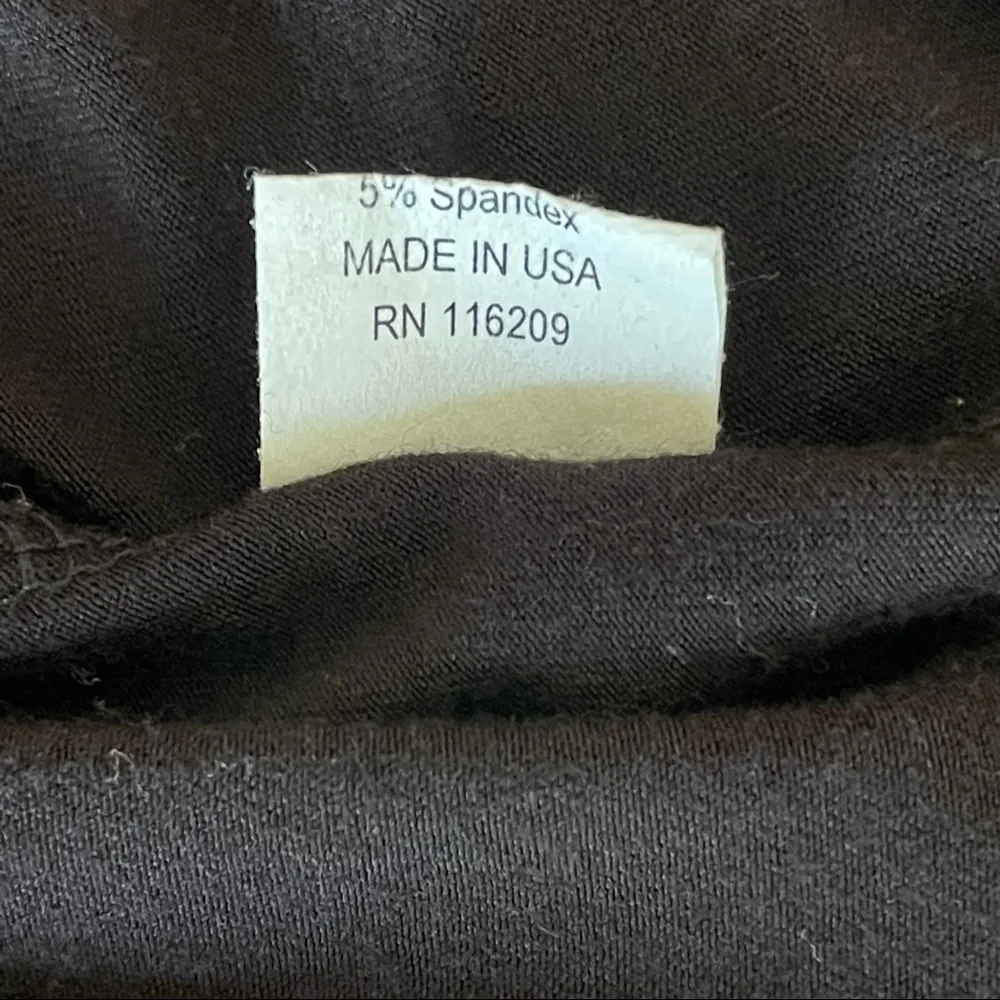 5% Spandex
MADE IN USA
RN 116209